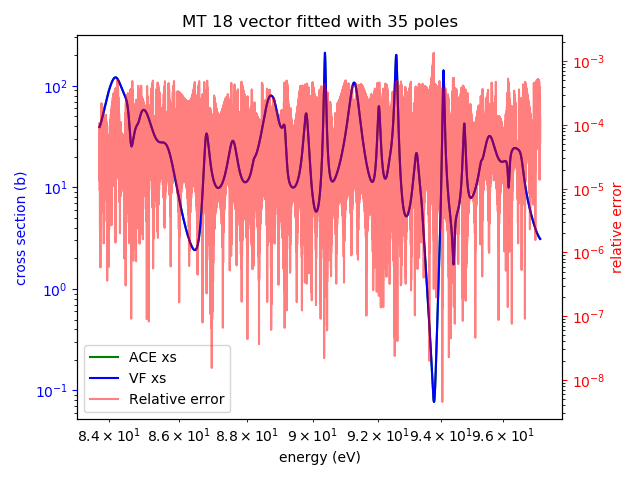 MT 18 vector fitted with 35 poles
cross section (b)
10²
10¹
10⁰
10⁻¹
10⁻³
10⁻⁴
10⁻⁵
10⁻⁶
10⁻⁷
10⁻⁸
relative error
ACE xs
VF xs
Relative error
8.4 × 10¹ 8.6 × 10¹ 8.8 × 10¹ 9 × 10¹ 9.2 × 10¹ 9.4 × 10¹ 9.6 × 10¹
energy (eV)